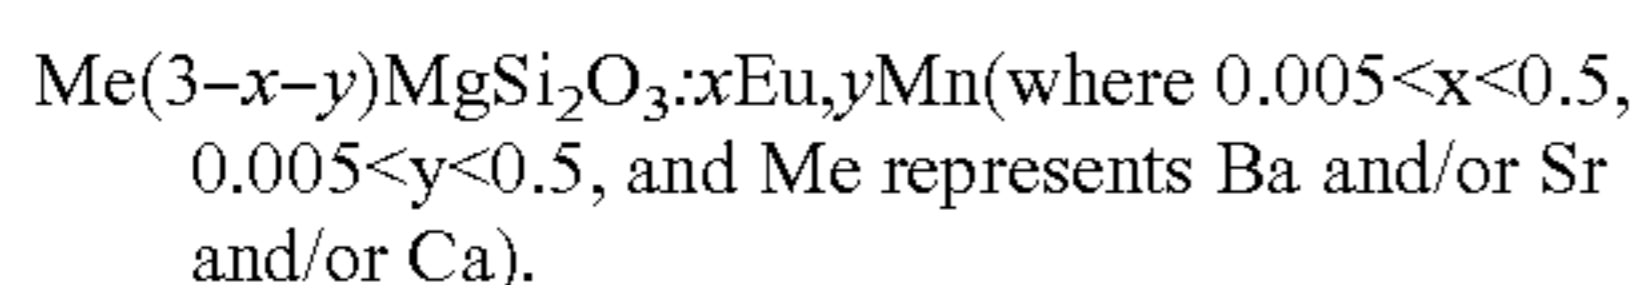 Me(3–x–y)MgSi₂O₃:xEu,yMn(where 0.005<x<0.5,
0.005<y<0.5, and Me represents Ba and/or Sr
and/or Ca).